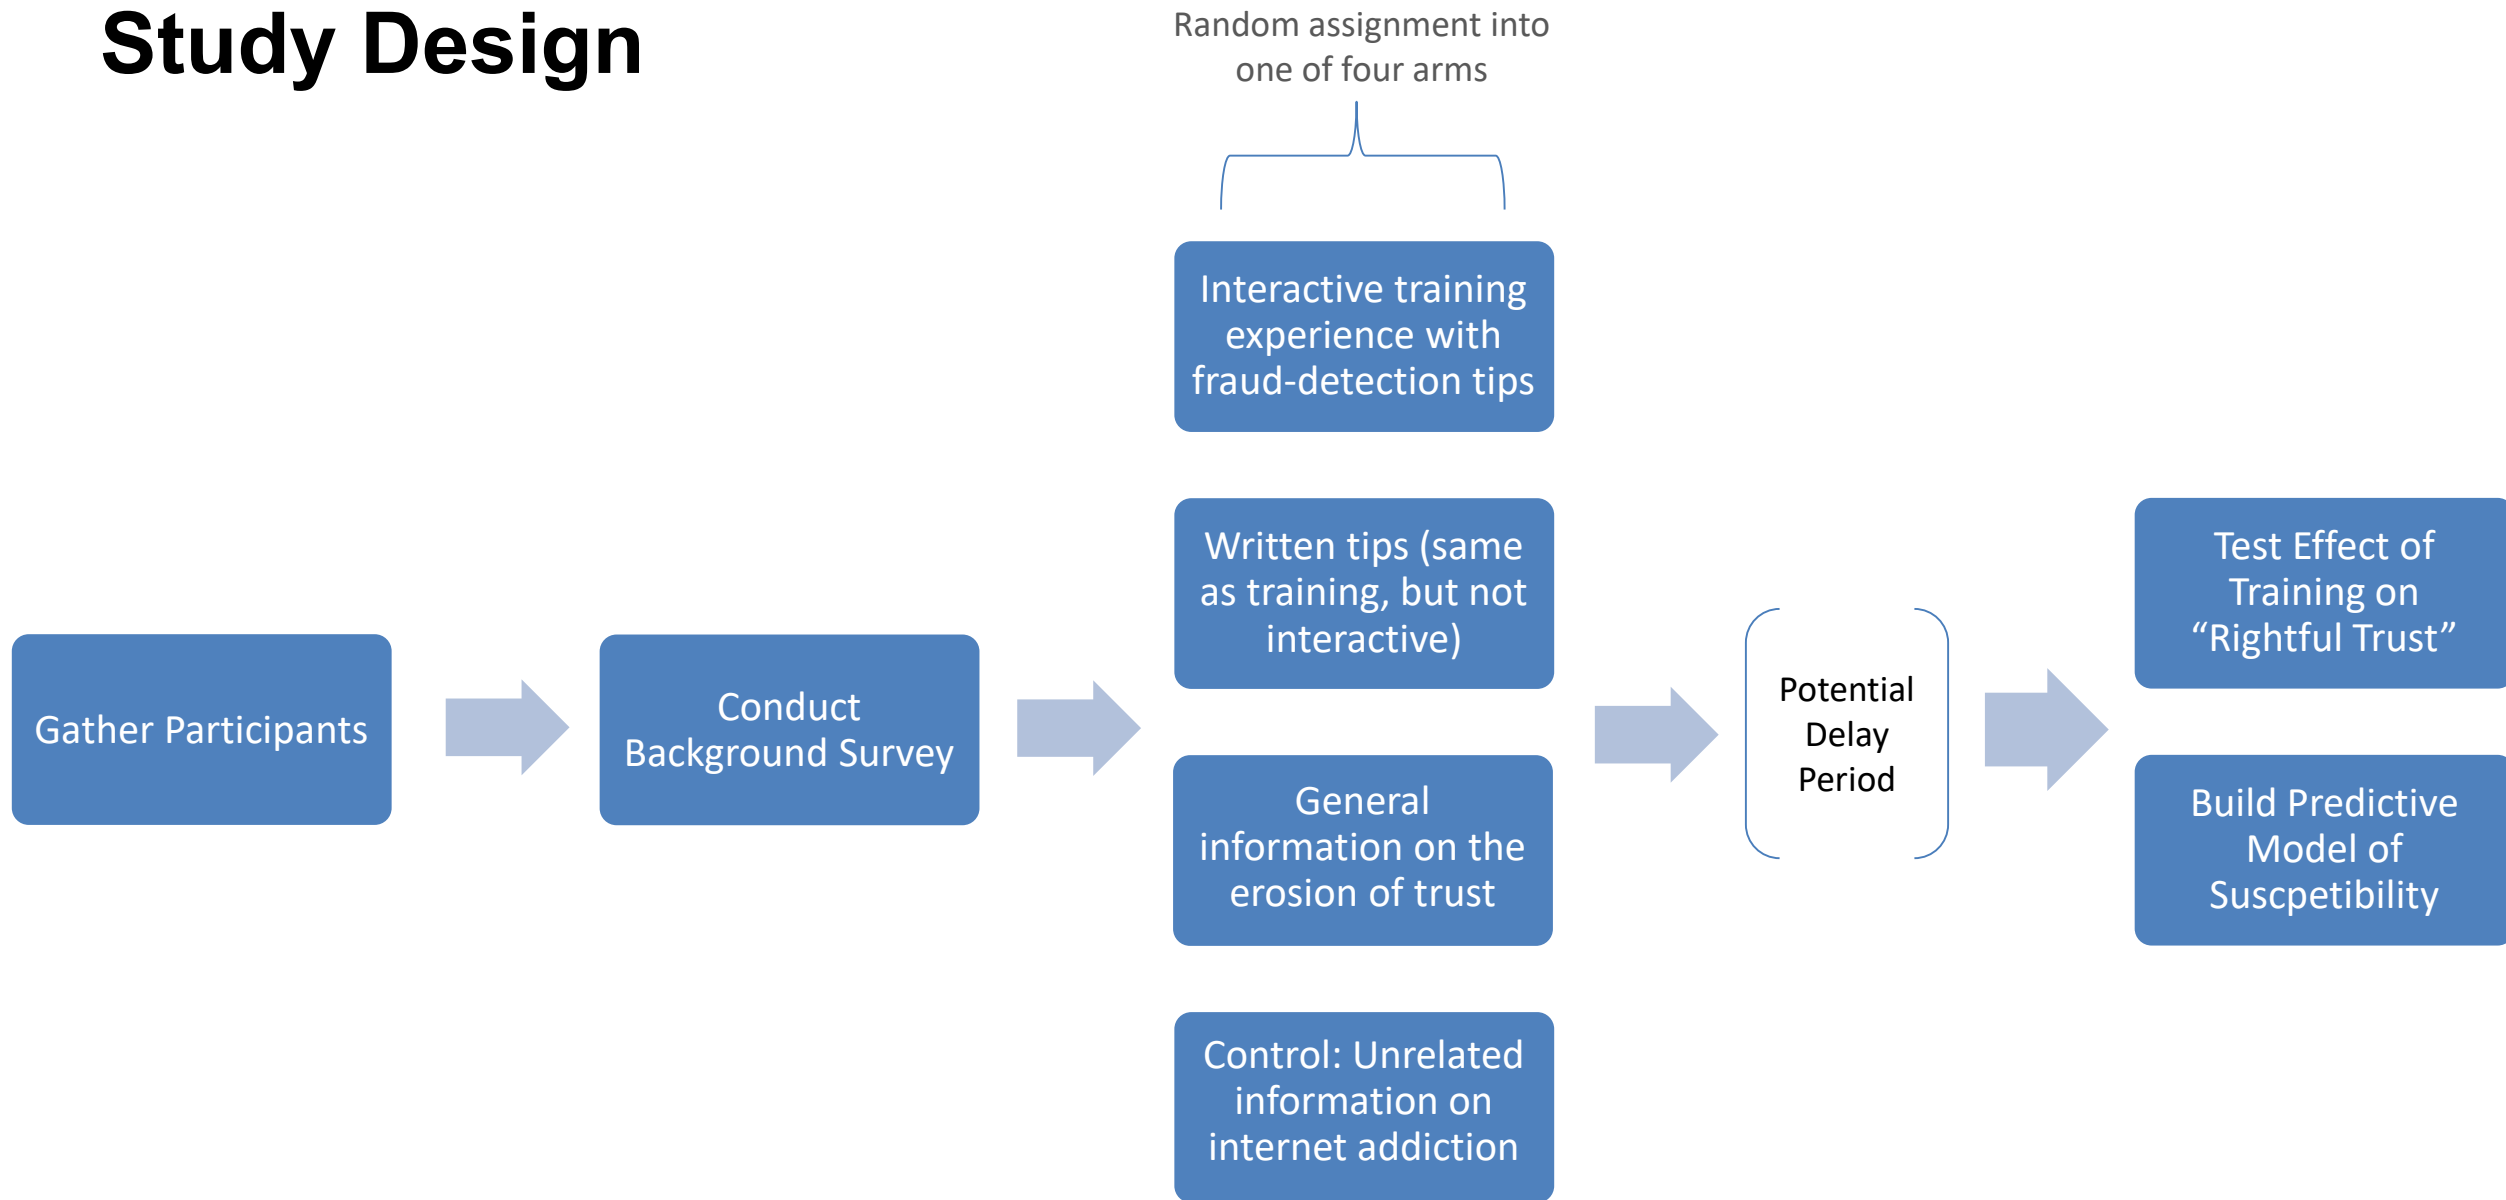 Study Design
Random assignment into
one of four arms
Gather Participants
Conduct
Background Survey
Interactive training
experience with
fraud-detection tips
Written tips (same
as training, but not
interactive)
General
information on the
erosion of trust
Control: Unrelated
information on
internet addiction
Potential
Delay
Period
Test Effect of
Training on
“Rightful Trust”
Build Predictive
Model of
Suscpetibility